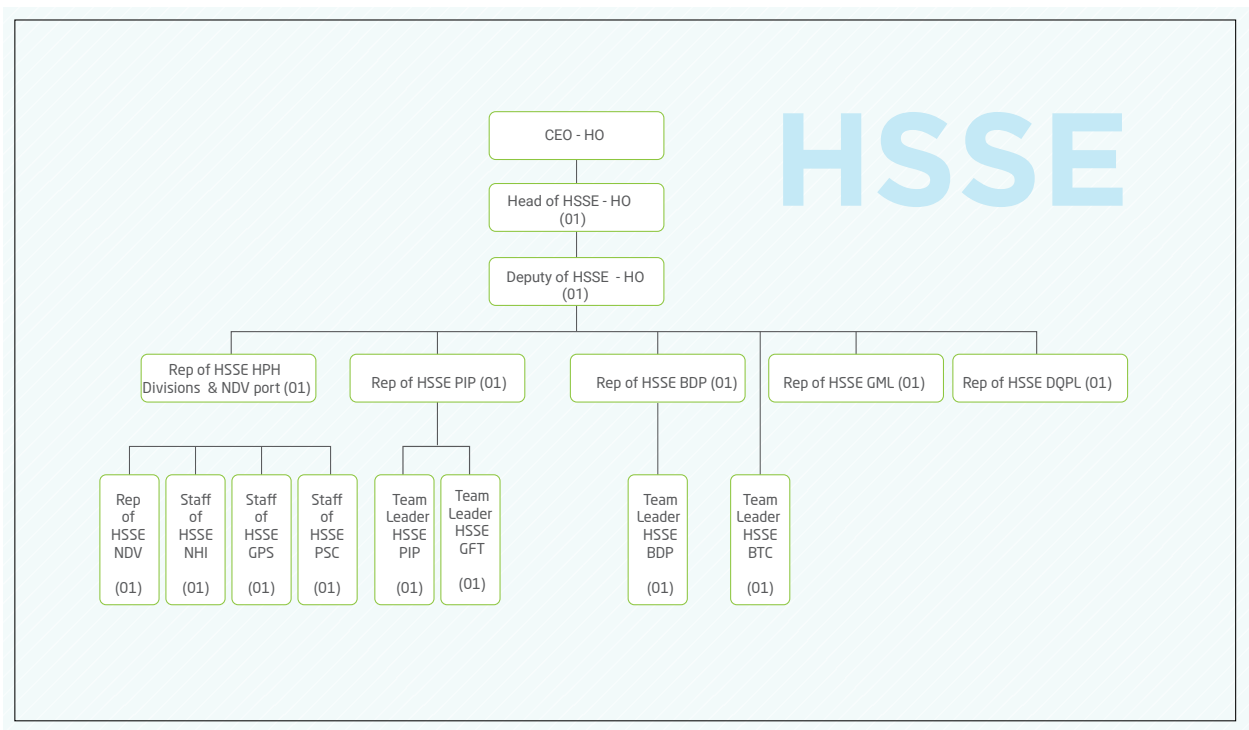 HSSE
CEO - HO
Head of HSSE - HO
(01)
Deputy of HSSE - HO
(01)
Rep of HSSE HPH
Divisions & NDV port (01)
Rep of HSSE PIP (01)
Rep of HSSE BDP (01)
Rep of HSSE GML (01)
Rep of HSSE DQPL (01)
Rep
of
HSSE
NDV
(01)
Staff
of
HSSE
NHI
(01)
Staff
of
HSSE
GPS
(01)
Staff
of
HSSE
PSC
(01)
Team
Leader
HSSE
PIP
(01)
Team
Leader
HSSE
GFT
(01)
Team
Leader
HSSE
BDP
(01)
Team
Leader
HSSE
BTC
(01)